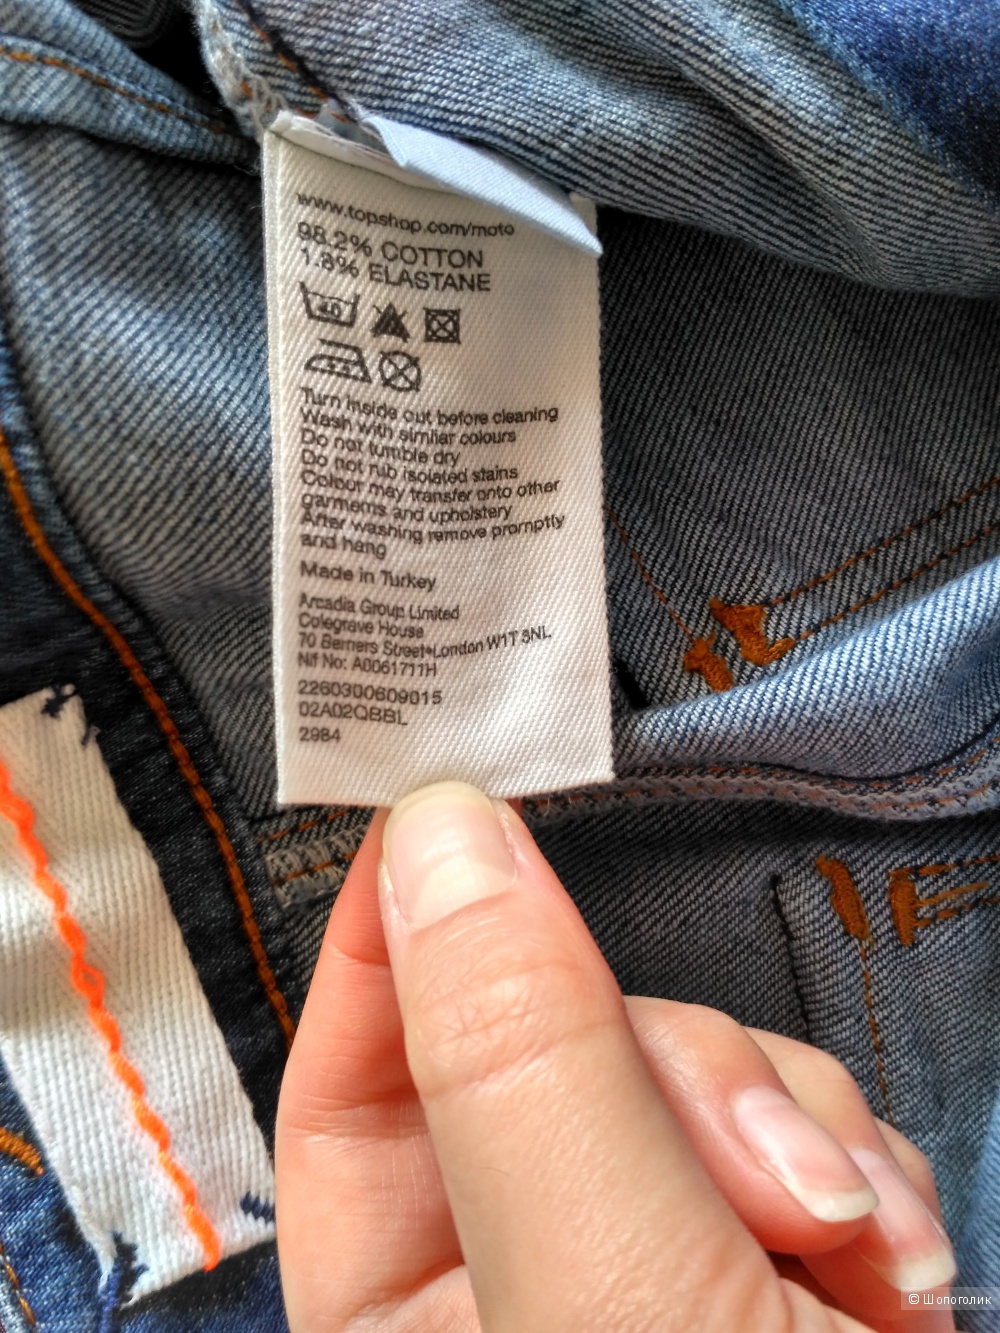 www.topshop.com/moto
98.2% COTTON
1.8% ELASTANE
40
Turn inside out before cleaning
Wash with similar colours
Do not tumble dry
Do not rub isolated stains
Colour may transfer onto other
garments and upholstery
After washing remove promptly
and hang
Made in Turkey
Arcadia Group Limited
Colegrave House
70 Berners Street•London W1T 3NL
Nif No: A0061711H
2260300609015
02A02QBBL
2984
© Шопоголик